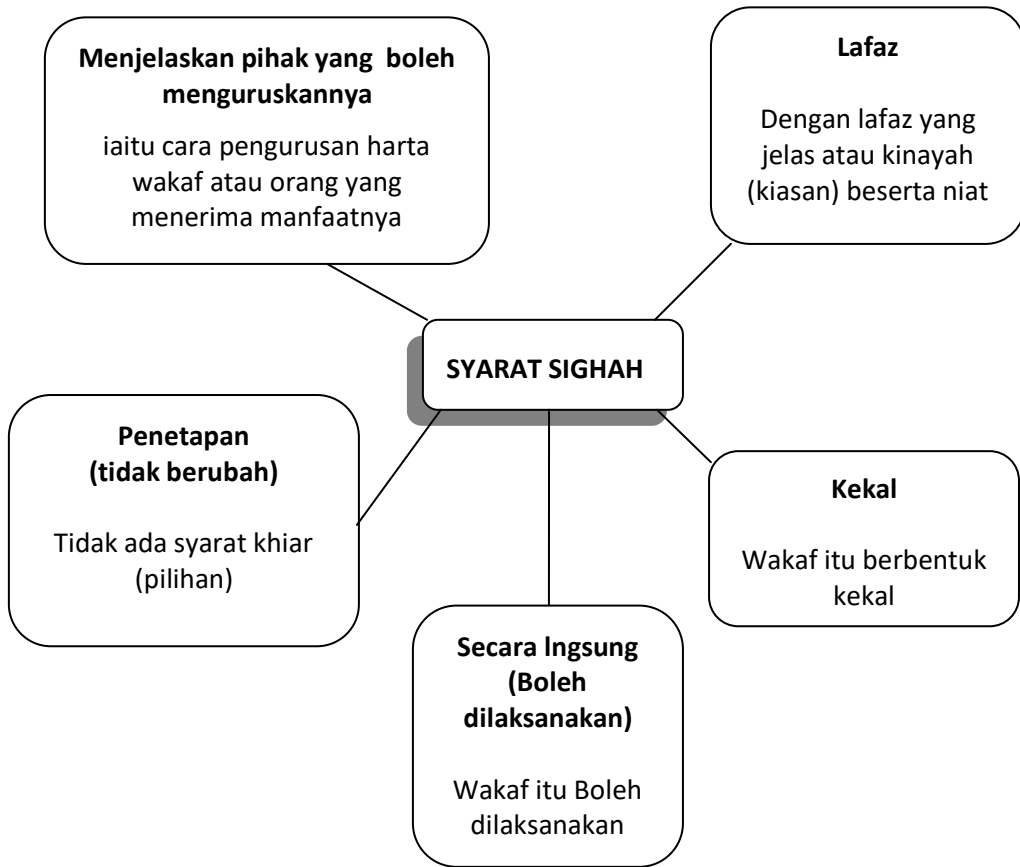 Menjelaskan pihak yang boleh
menguruskannya
iaitu cara pengurusan harta
wakaf atau orang yang
menerima manfaatnya
Lafaz
Dengan lafaz yang
jelas atau kinayah
(kiasan) beserta niat
SYARAT SIGHAH
Penetapan
(tidak berubah)
Tidak ada syarat khiar
(pilihan)
Kekal
Wakaf itu berbentuk
kekal
Secara lngsung
(Boleh
dilaksanakan)
Wakaf itu Boleh
dilaksanakan